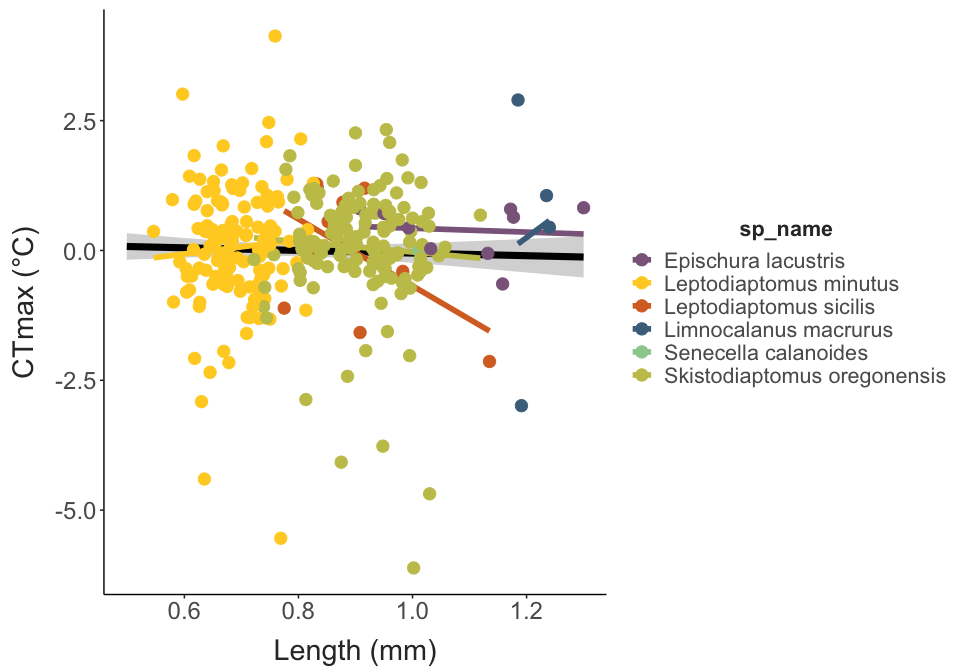 2.5
0.0
-2.5
-5.0
CTmax (°C)
0.6 0.8 1.0 1.2
Length (mm)
sp_name
Epischura lacustris
Leptodiaptomus minutus
Leptodiaptomus sicilis
Limnocalanus macrurus
Senecella calanoides
Skistodiaptomus oregonensis